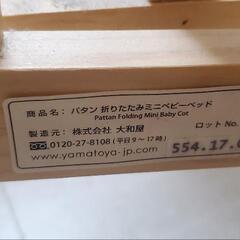 商品名：パタン 折りたたみミニベビーベッド
Pattan Folding Mini Baby Cot
製造元：株式会社 大和屋
0120-27-8108（平日9～17時）
ロット No.
www.yamatoya-jp.com
554.17.0